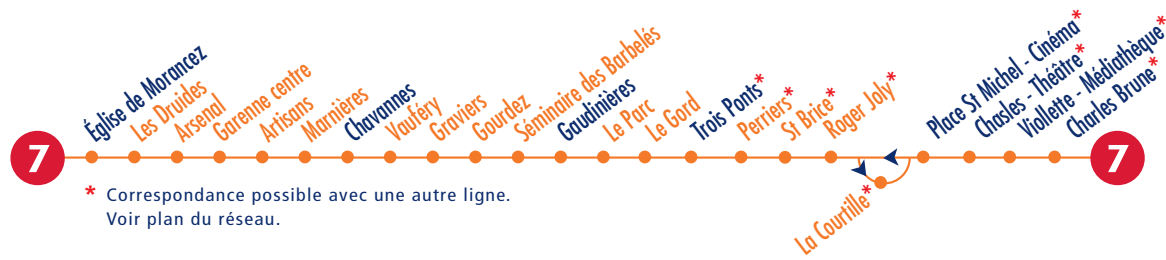 7
Église de Morancez
Les Druides
Arsenal
Garenne centre
Artisans
Marnières
Chavannes
Vauféry
Graviers
Gourdez
Séminaire des Barbelés
Gaudinières
Le Parc
Le Gord
Trois Ponts*
Perriers*
St Brice*
Roger Joly*
La Courtille*
Place St Michel - Cinéma*
Chasles - Théâtre*
Viollette - Médiathèque*
Charles Brune*
7
* Correspondance possible avec une autre ligne.
Voir plan du réseau.